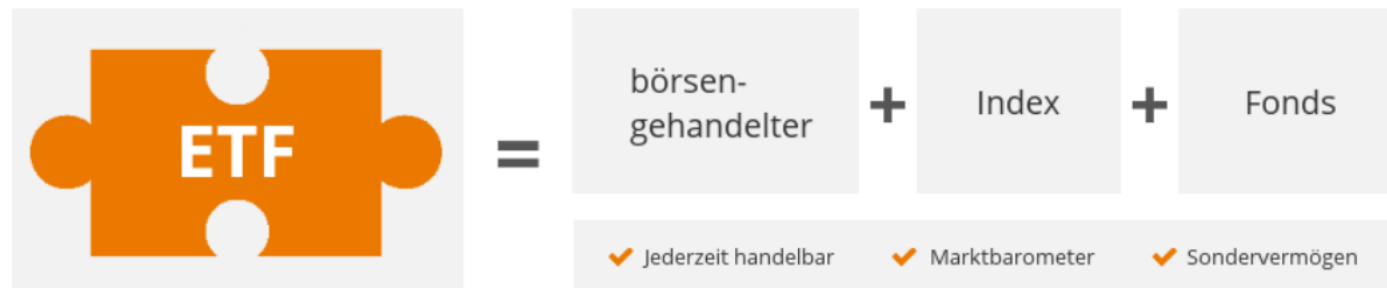 ETF
=
börsen-
gehandelter
+
Index
+
Fonds
Jederzeit handelbar
Marktbarometer
Sondervermögen